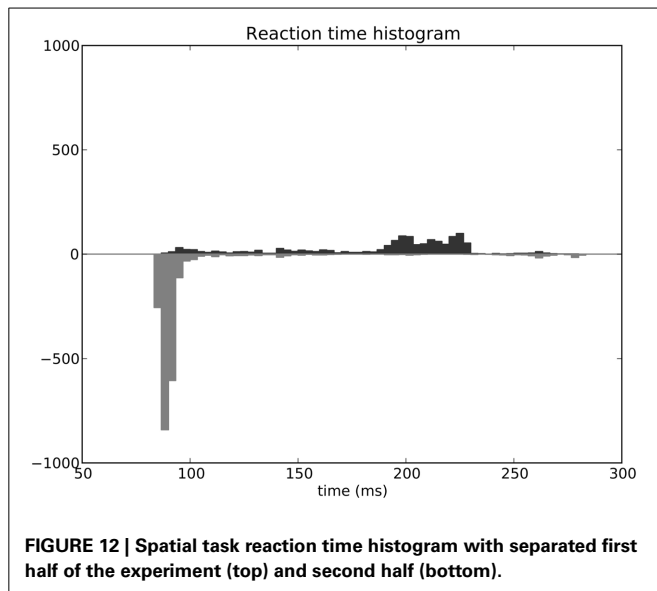 Reaction time histogram
1000
500
0
−500
−1000
50 100 150 200 250 300
time (ms)
FIGURE 12 | Spatial task reaction time histogram with separated first
half of the experiment (top) and second half (bottom).